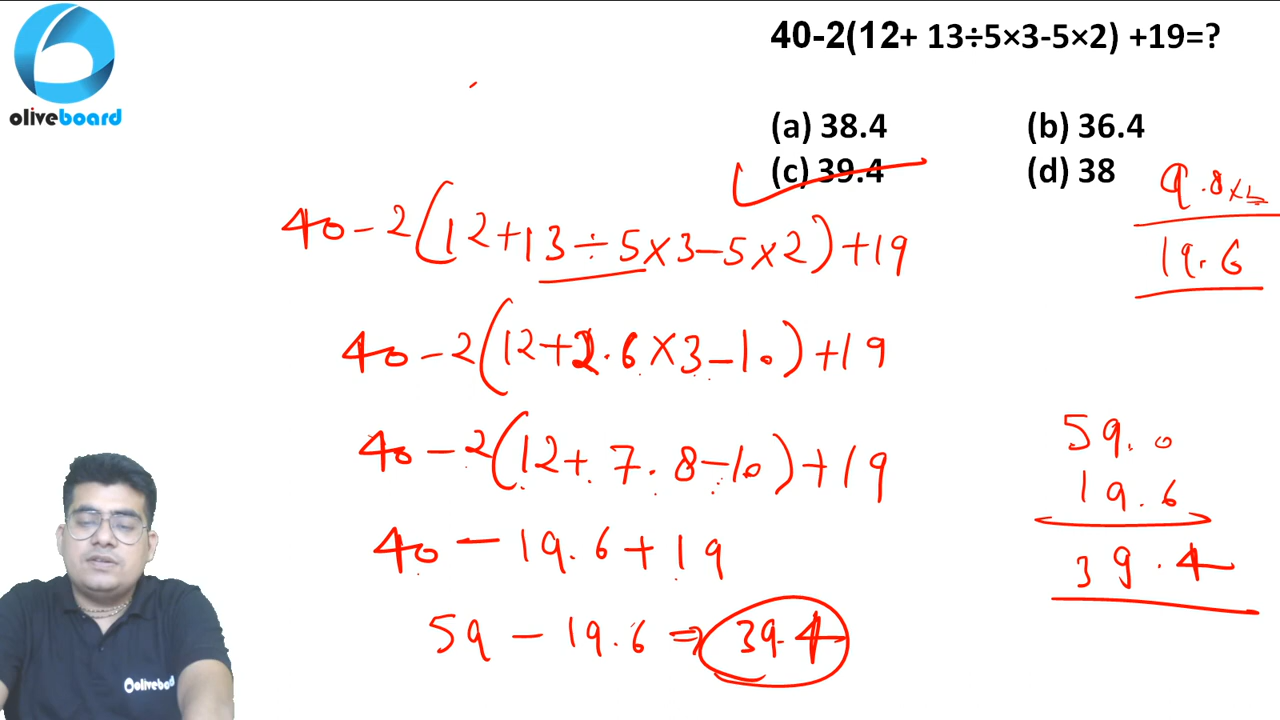 oliveboard
40-2(12+ 13÷5×3-5×2) +19=?
(a) 38.4 (b) 36.4
(c) 39.4 (d) 38
9.8×2
19.6
40-2(12+13÷5×3-5×2)+19
40-2(12+2.6×3-10)+19
40-2(12+7.8-10)+19
40-19.6+19
59-19.6⇒39.4
59.0
19.6
39.4
oliveboard